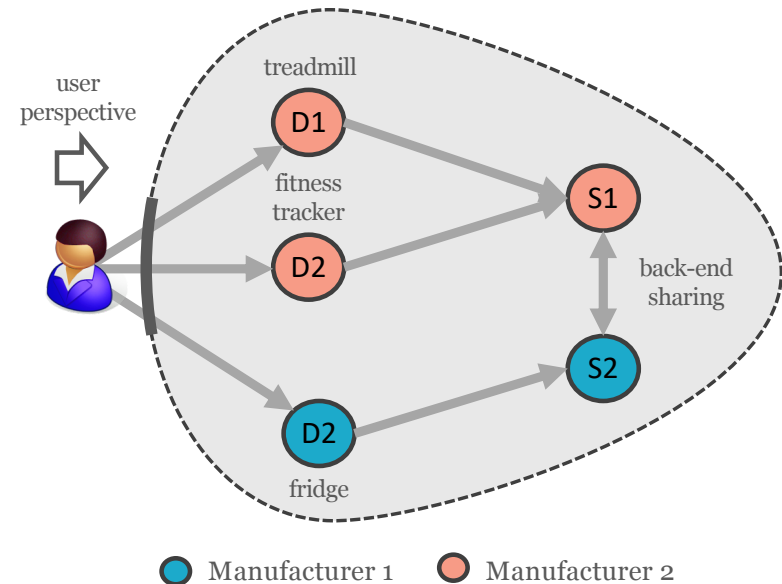 user
perspective
treadmill
D1
fitness
tracker
D2
S1
back-end
sharing
S2
D2
fridge
Manufacturer 1
Manufacturer 2